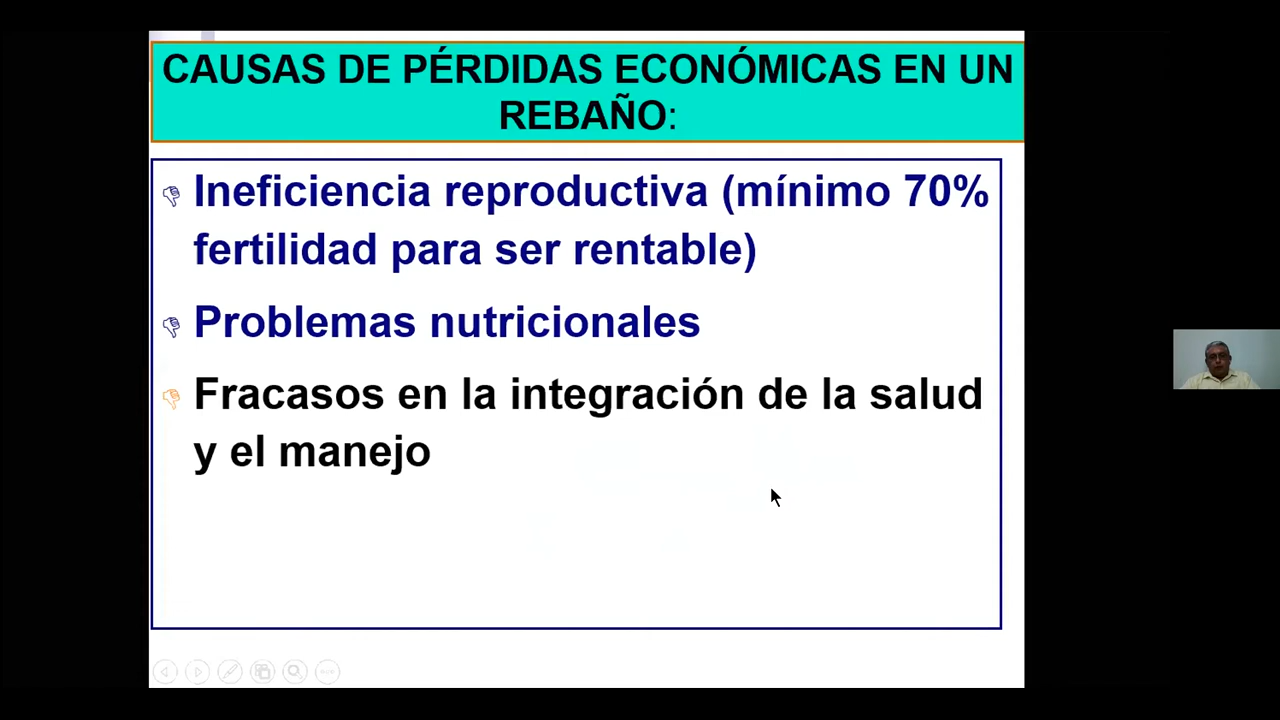 CAUSAS DE PÉRDIDAS ECONÓMICAS EN UN
REBAÑO:
Ineficiencia reproductiva (mínimo 70%
fertilidad para ser rentable)
Problemas nutricionales
Fracasos en la integración de la salud
y el manejo